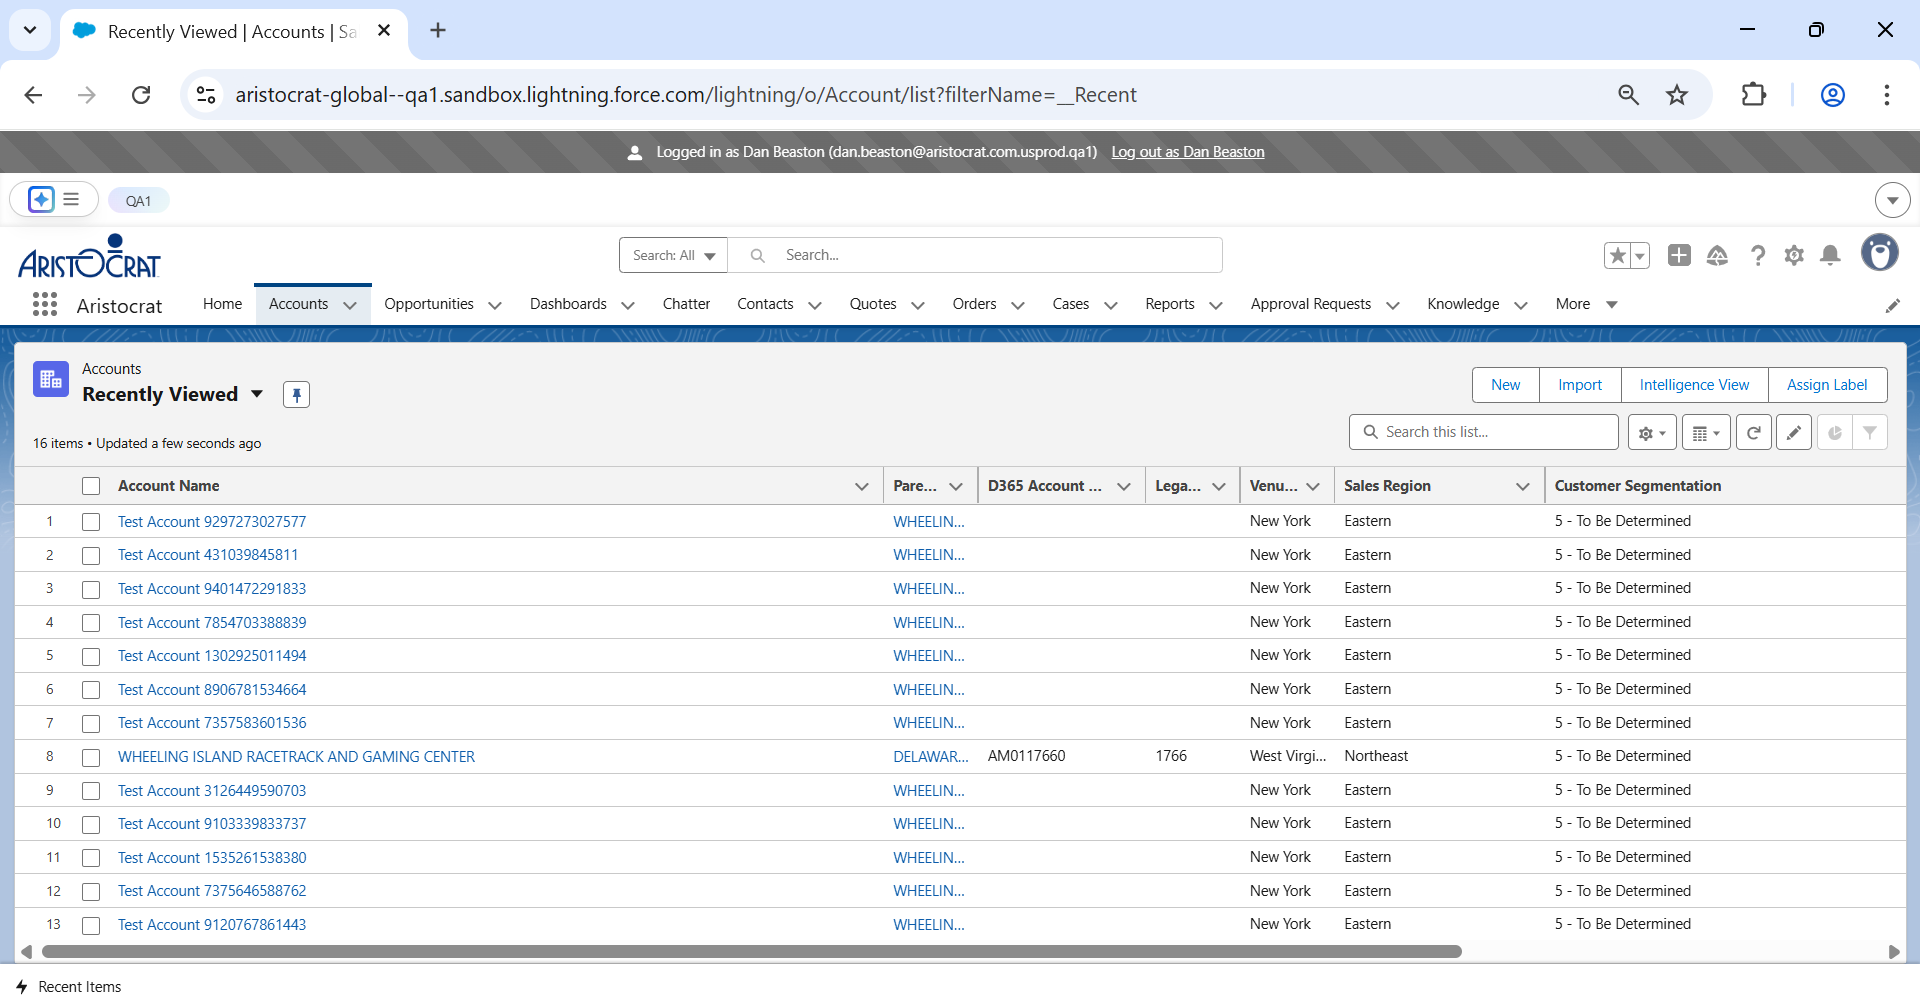 Recently Viewed | Accounts | Sa
aristocrat-global--qa1.sandbox.lightning.force.com/lightning/o/Account/list?filterName=__Recent
Logged in as Dan Beaston (dan.beaston@aristocrat.com.usprod.qa1) Log out as Dan Beaston
QA1
ARISTOCRAT
Search: All Search...
Aristocrat Home Accounts Opportunities Dashboards Chatter Contacts Quotes Orders Cases Reports Approval Requests Knowledge More
Accounts
Recently Viewed
New Import Intelligence View Assign Label
16 items • Updated a few seconds ago
Search this list...
Account Name Pare... D365 Account ... Lega... Venu... Sales Region Customer Segmentation
1 Test Account 9297273027577 WHEELIN... New York Eastern 5 - To Be Determined
2 Test Account 431039845811 WHEELIN... New York Eastern 5 - To Be Determined
3 Test Account 9401472291833 WHEELIN... New York Eastern 5 - To Be Determined
4 Test Account 7854703388839 WHEELIN... New York Eastern 5 - To Be Determined
5 Test Account 1302925011494 WHEELIN... New York Eastern 5 - To Be Determined
6 Test Account 8906781534664 WHEELIN... New York Eastern 5 - To Be Determined
7 Test Account 7357583601536 WHEELIN... New York Eastern 5 - To Be Determined
8 WHEELING ISLAND RACETRACK AND GAMING CENTER DELAWAR... AM0117660 1766 West Virgi... Northeast 5 - To Be Determined
9 Test Account 3126449590703 WHEELIN... New York Eastern 5 - To Be Determined
10 Test Account 9103339833737 WHEELIN... New York Eastern 5 - To Be Determined
11 Test Account 1535261538380 WHEELIN... New York Eastern 5 - To Be Determined
12 Test Account 7375646588762 WHEELIN... New York Eastern 5 - To Be Determined
13 Test Account 9120767861443 WHEELIN... New York Eastern 5 - To Be Determined
Recent Items